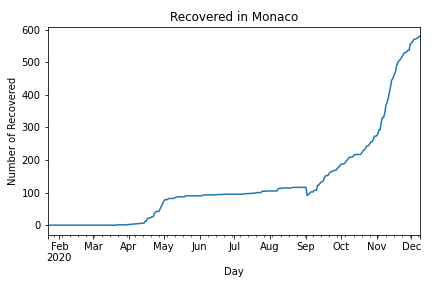 Recovered in Monaco
Number of Recovered
600
500
400
300
200
100
0
Feb Mar Apr May Jun Jul Aug Sep Oct Nov Dec
2020
Day